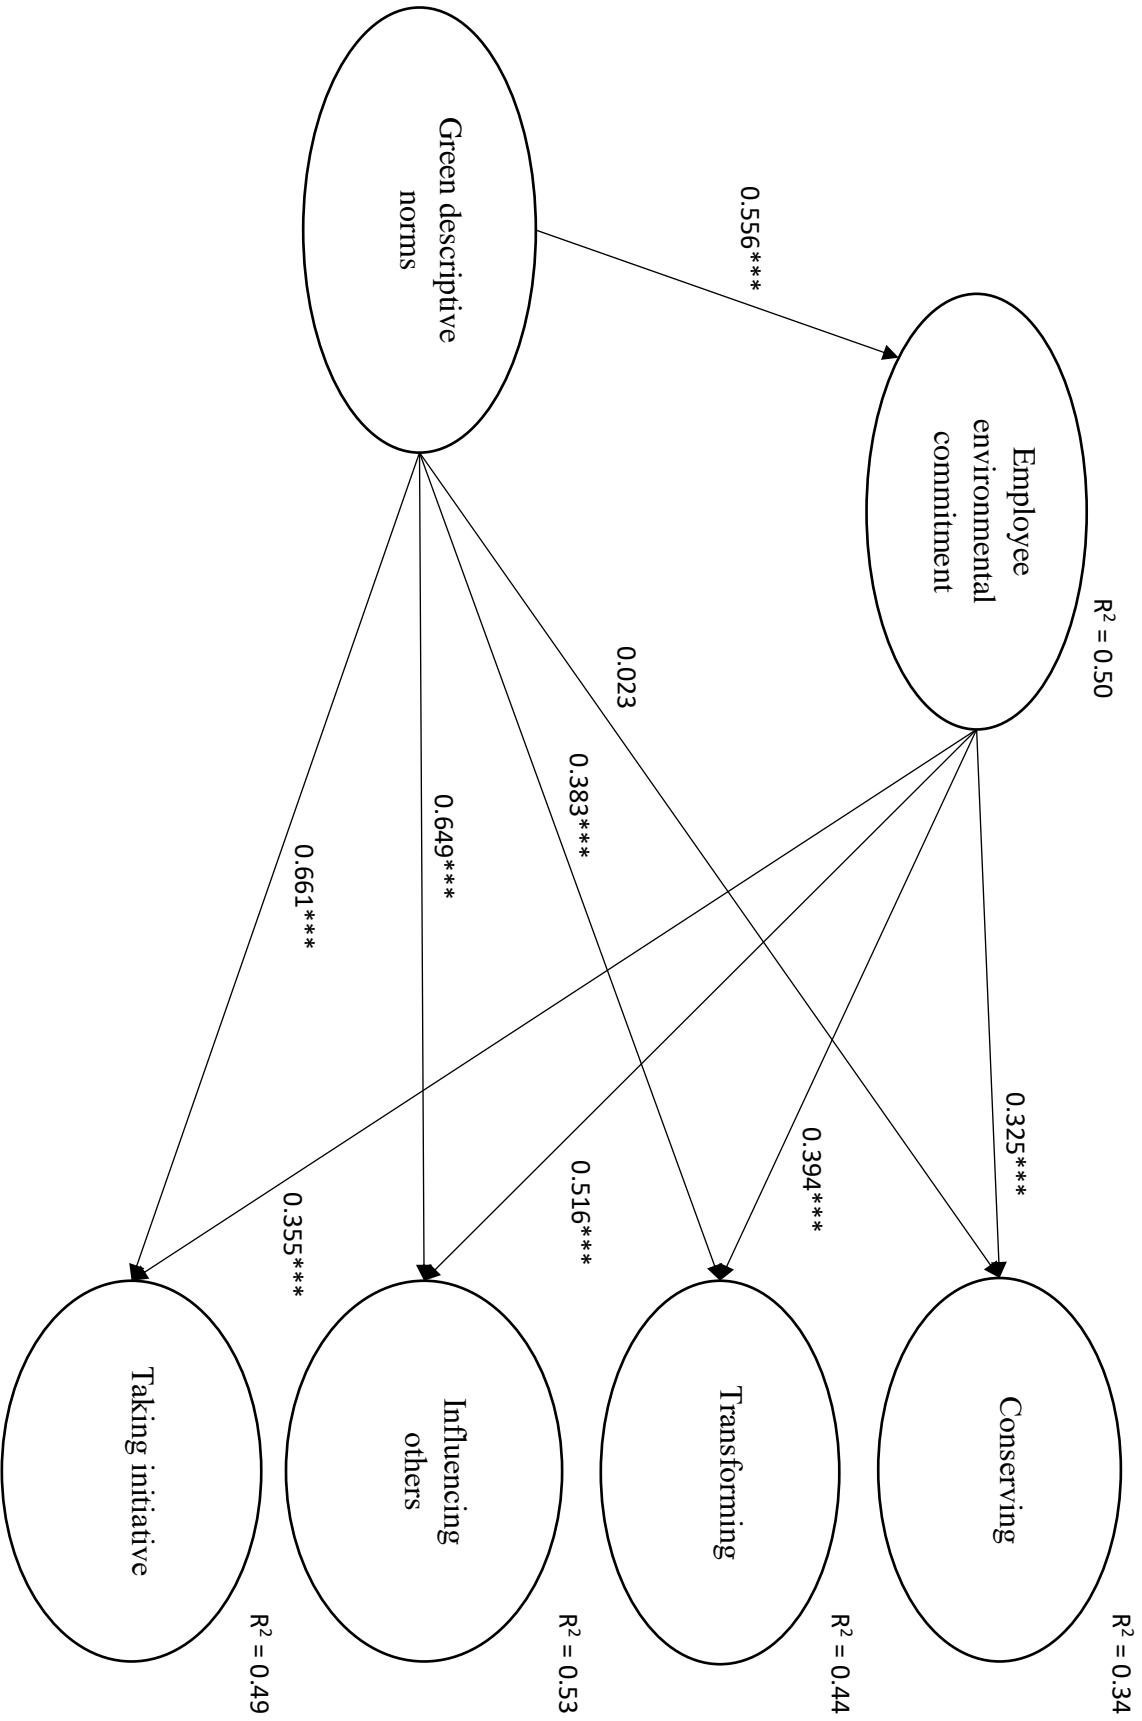 R² = 0.34
Conserving
R² = 0.50
Employee
environmental
commitment
0.325***
R² = 0.44
0.394***
Transforming
0.556***
0.023
0.383***
0.516***
R² = 0.53
Green descriptive
norms
0.649***
Influencing
others
0.661***
0.355***
R² = 0.49
Taking initiative